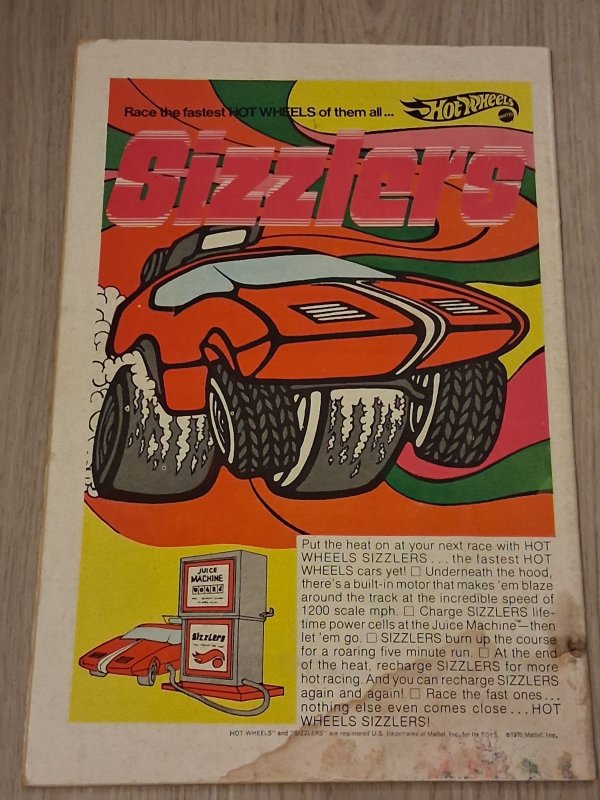 Race the fastest HOT WHEELS of them all...
Hot Wheels
MATTEL
Sizzlers
JUICE
MACHINE
Sizzlers
Put the heat on at your next race with HOT
WHEELS SIZZLERS . . . the fastest HOT
WHEELS cars yet! □ Underneath the hood,
there's a built-in motor that makes 'em blaze
around the track at the incredible speed of
1200 scale mph. □ Charge SIZZLERS life-
time power cells at the Juice Machine™—then
let 'em go. □ SIZZLERS burn up the course
for a roaring five minute run. □ At the end
of the heat, recharge SIZZLERS for more
hot racing. And you can recharge SIZZLERS
again and again! □ Race the fast ones...
nothing else even comes close...HOT
WHEELS SIZZLERS!
HOT WHEELS™ and "SIZZLERS" are registered U.S. Trademarks of Mattel, Inc., for its TOYS. ©1970 Mattel, Inc.